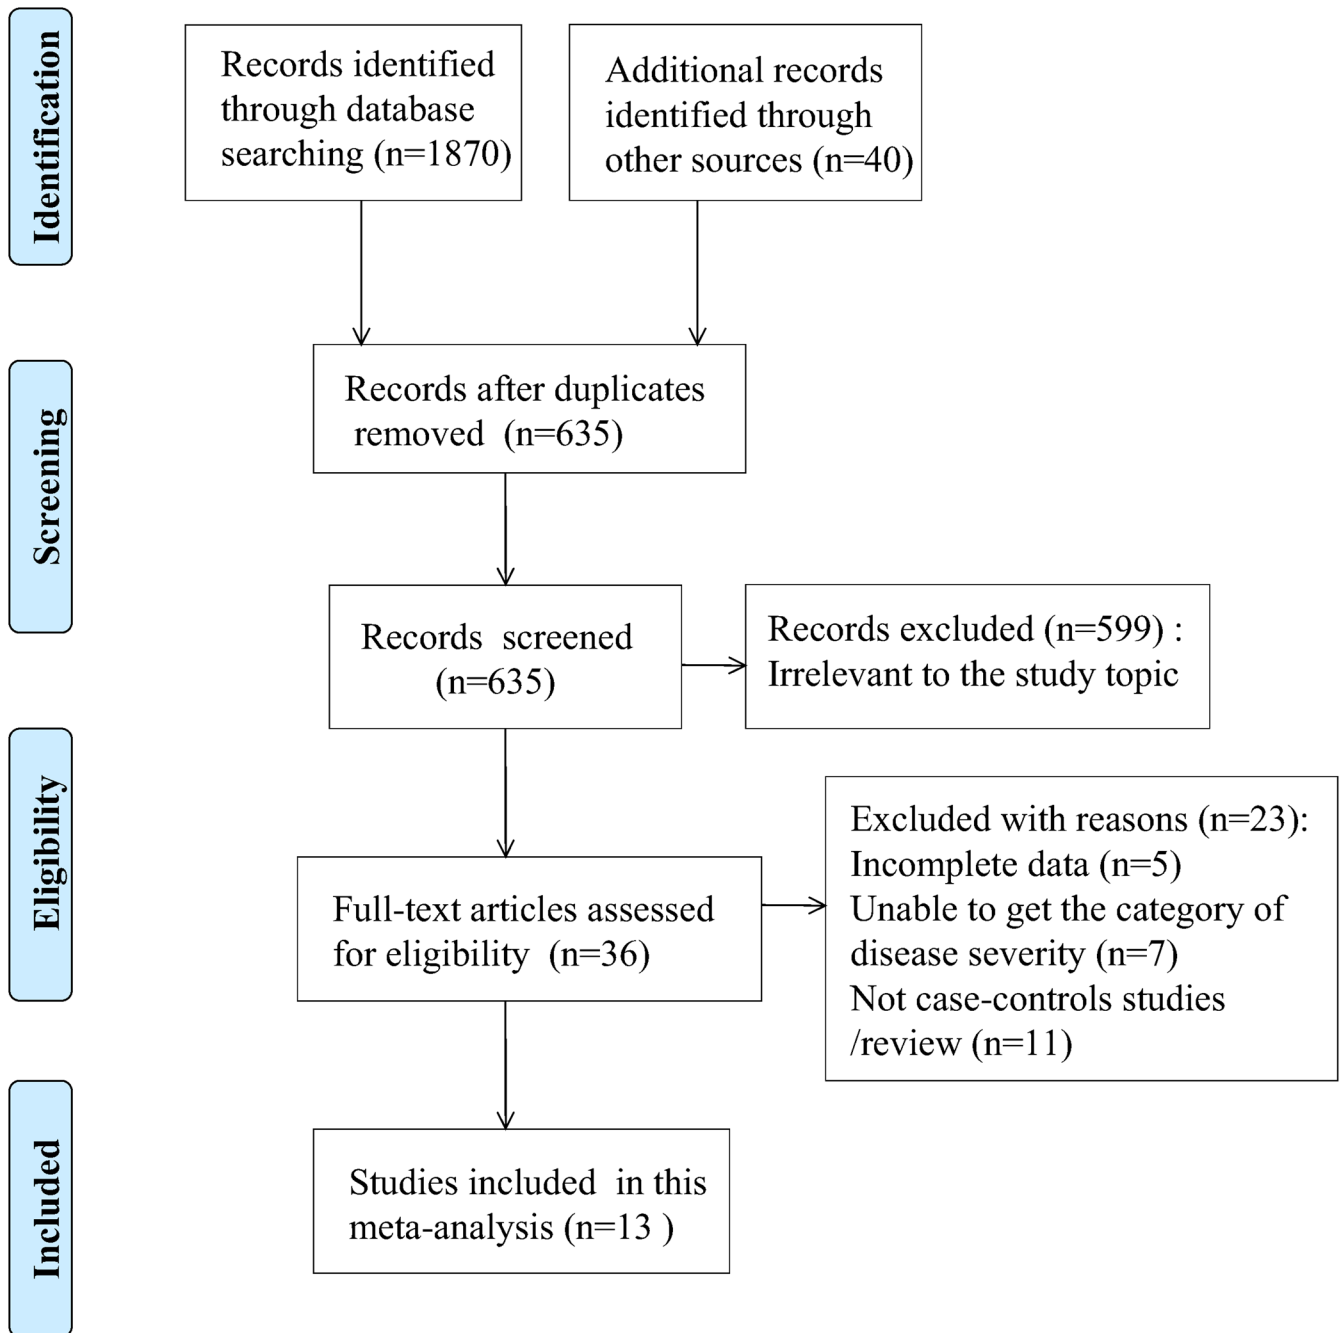 Identification
Records identified
through database
searching (n=1870)
Additional records
identified through
other sources (n=40)
Screening
Records after duplicates
removed (n=635)
Records screened
(n=635)
Records excluded (n=599) :
Irrelevant to the study topic
Eligibility
Full-text articles assessed
for eligibility (n=36)
Excluded with reasons (n=23):
Incomplete data (n=5)
Unable to get the category of
disease severity (n=7)
Not case-controls studies
/review (n=11)
Included
Studies included in this
meta-analysis (n=13 )